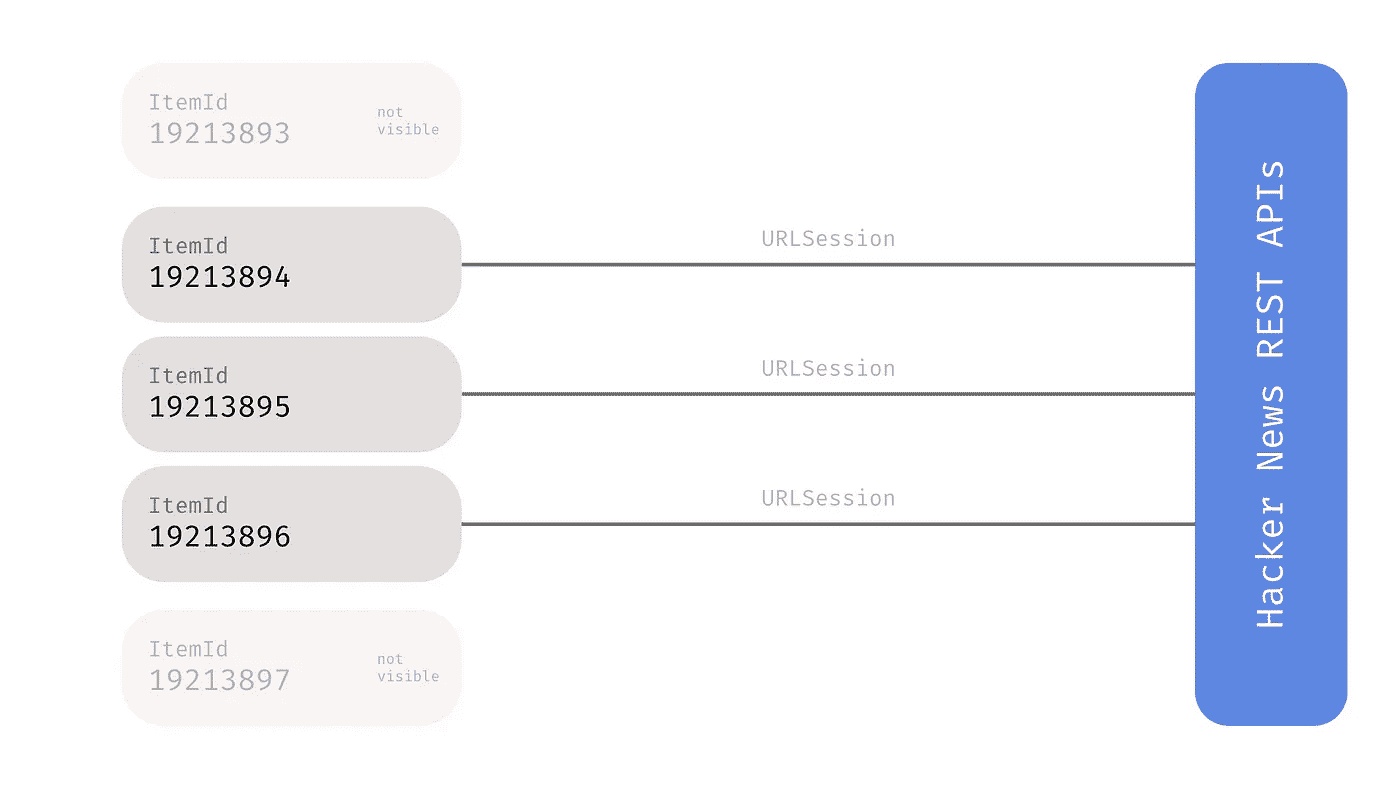 ItemId
19213893
not
visible
ItemId
19213894
URLSession
ItemId
19213895
URLSession
ItemId
19213896
URLSession
ItemId
19213897
not
visible
Hacker News REST APIs